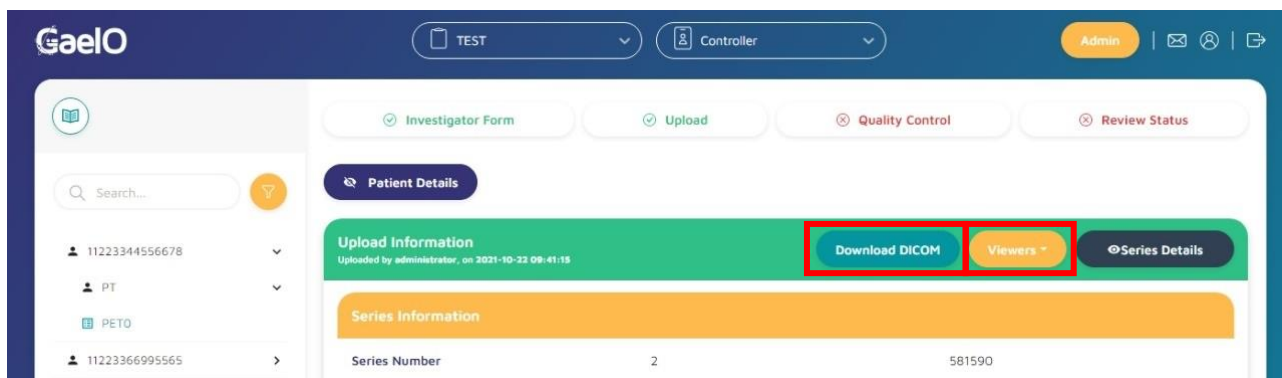 GaelO
TEST
Controller
Admin
Investigator Form
Upload
Quality Control
Review Status
Search...
Patient Details
11223344556678
PT
PET0
11223366995565
Upload Information
Uploaded by administrator, on 2021-10-22 09:41:15
Download DICOM
Viewers
Series Details
Series Information
Series Number 2 581590